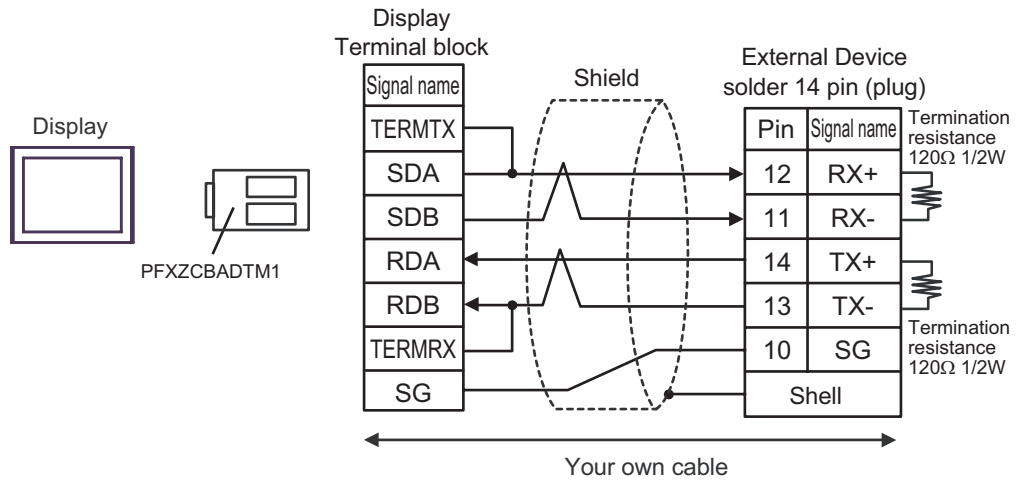 Display
PFXZCBADTM1
Display
Terminal block
Signal name
TERMTX
SDA
SDB
RDA
RDB
TERMRX
SG
Shield
External Device
solder 14 pin (plug)
Pin Signal name
12 RX+
11 RX-
14 TX+
13 TX-
10 SG
Shell
Termination
resistance
120Ω 1/2W
Termination
resistance
120Ω 1/2W
Your own cable